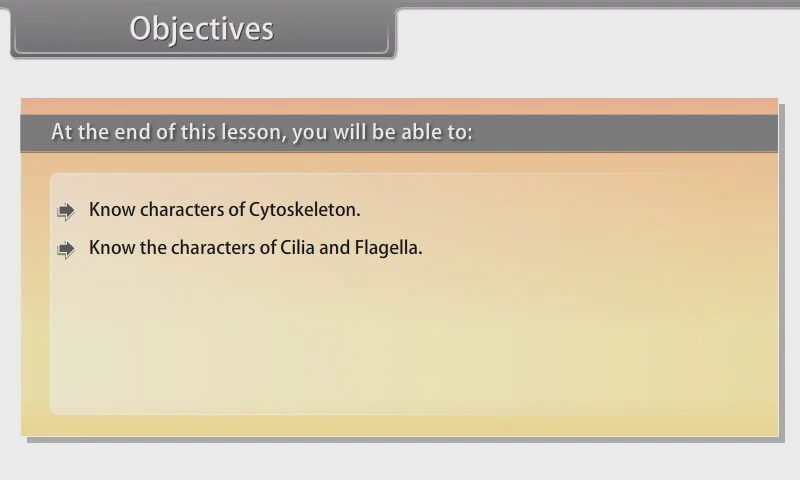 Objectives
At the end of this lesson, you will be able to:
Know characters of Cytoskeleton.
Know the characters of Cilia and Flagella.